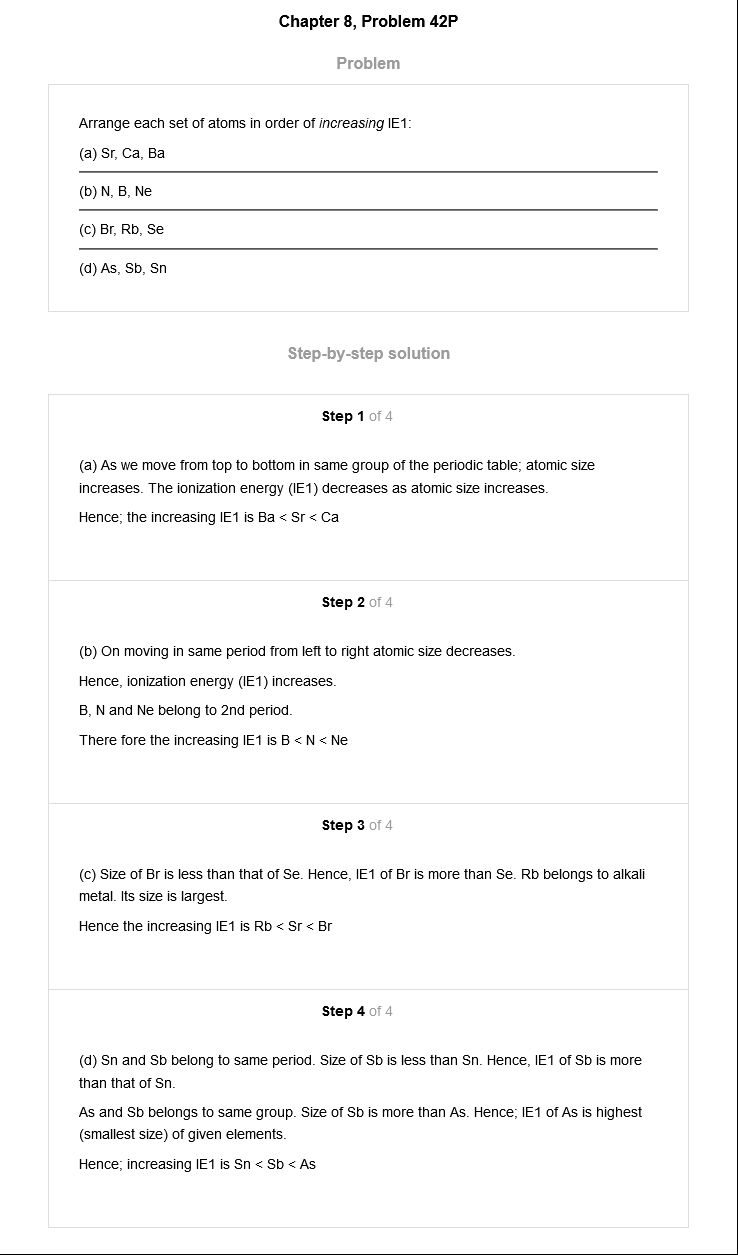 Chapter 8, Problem 42P
Problem
Arrange each set of atoms in order of increasing IE1:
(a) Sr, Ca, Ba
(b) N, B, Ne
(c) Br, Rb, Se
(d) As, Sb, Sn
Step-by-step solution
Step 1 of 4
(a) As we move from top to bottom in same group of the periodic table; atomic size
increases. The ionization energy (IE1) decreases as atomic size increases.
Hence; the increasing IE1 is Ba < Sr < Ca
Step 2 of 4
(b) On moving in same period from left to right atomic size decreases.
Hence, ionization energy (IE1) increases.
B, N and Ne belong to 2nd period.
There fore the increasing IE1 is B < N < Ne
Step 3 of 4
(c) Size of Br is less than that of Se. Hence, IE1 of Br is more than Se. Rb belongs to alkali
metal. Its size is largest.
Hence the increasing IE1 is Rb < Sr < Br
Step 4 of 4
(d) Sn and Sb belong to same period. Size of Sb is less than Sn. Hence, IE1 of Sb is more
than that of Sn.
As and Sb belongs to same group. Size of Sb is more than As. Hence; IE1 of As is highest
(smallest size) of given elements.
Hence; increasing IE1 is Sn < Sb < As